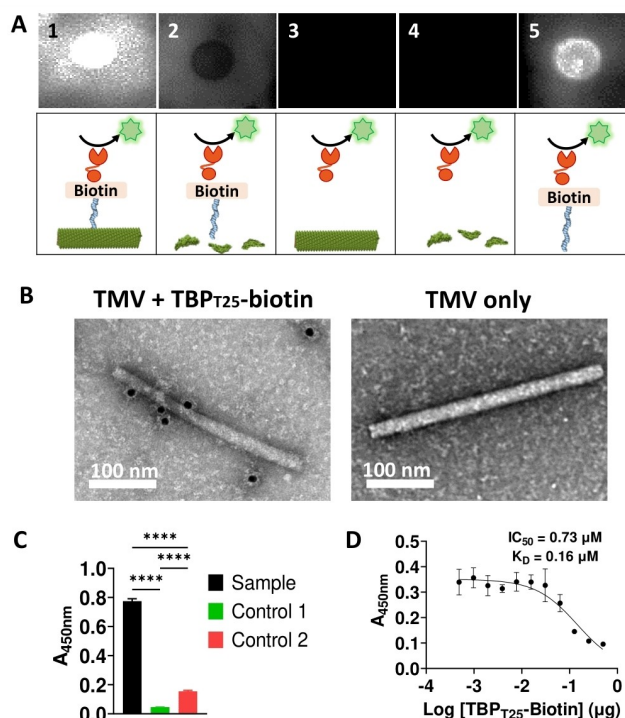 A
1 2 3 4 5
Biotin Biotin Biotin
B
TMV + TBPT25-biotin TMV only
100 nm 100 nm
C
****
**** ****
1.0
0.8
0.6
0.4
0.2
0.0
A450nm
Sample
Control 1
Control 2
D
IC50 = 0.73 µM
KD = 0.16 µM
0.5
0.4
0.3
0.2
0.1
0.0
A450nm
-4 -3 -2 -1 0
Log [TBPT25-Biotin] (µg)